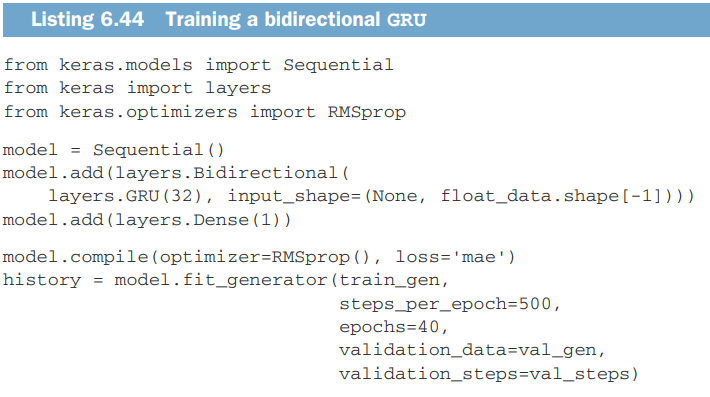 Listing 6.44 Training a bidirectional GRU
from keras.models import Sequential
from keras import layers
from keras.optimizers import RMSprop
model = Sequential()
model.add(layers.Bidirectional(
    layers.GRU(32), input_shape=(None, float_data.shape[-1])))
model.add(layers.Dense(1))
model.compile(optimizer=RMSprop(), loss='mae')
history = model.fit_generator(train_gen,
                              steps_per_epoch=500,
                              epochs=40,
                              validation_data=val_gen,
                              validation_steps=val_steps)